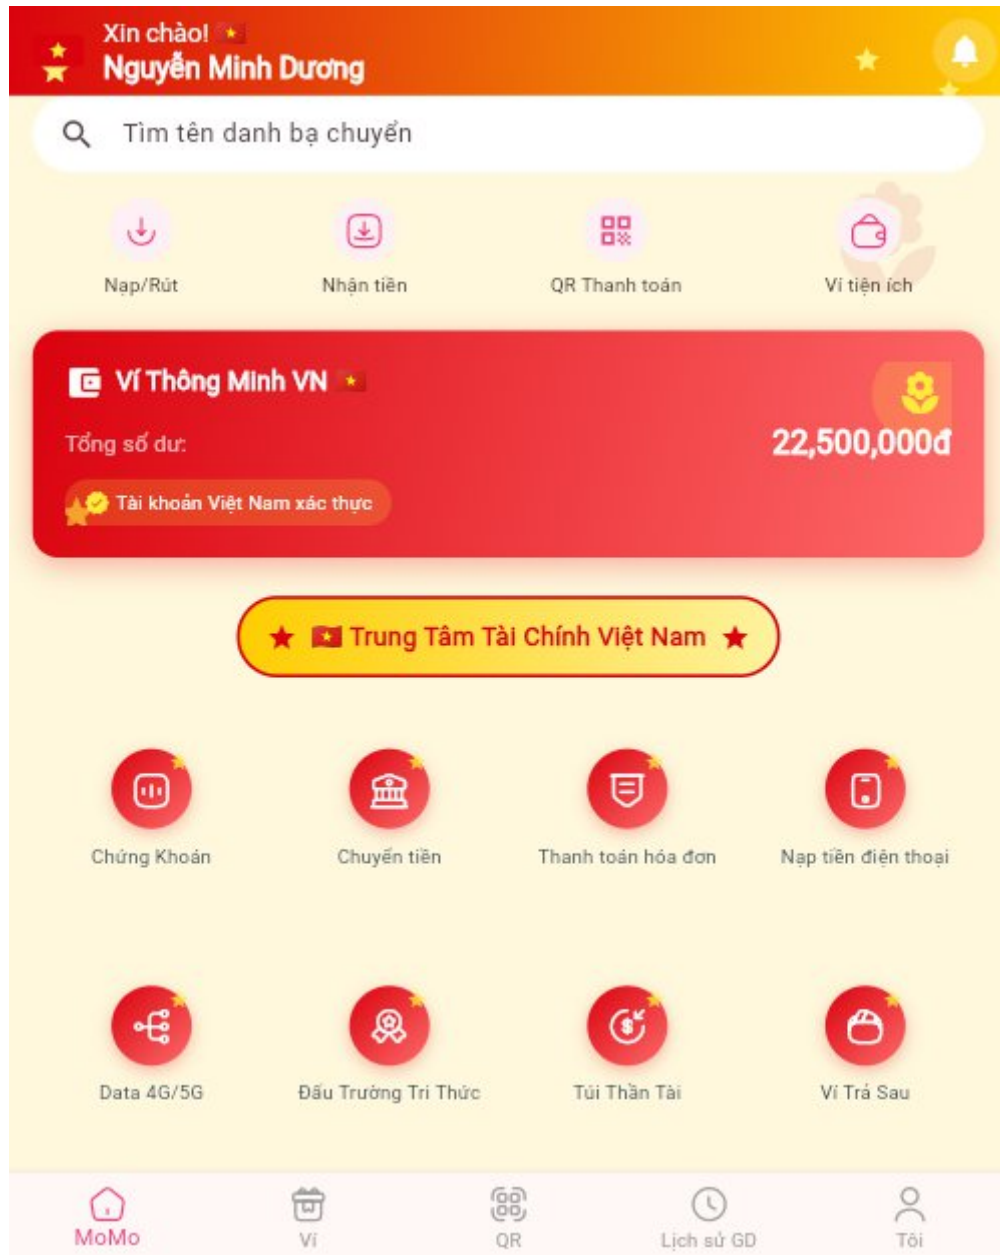 Xin chào! 🇻🇳
Nguyễn Minh Dương
Tìm tên danh bạ chuyển
Nạp/Rút
Nhận tiền
QR Thanh toán
Ví tiện ích
Ví Thông Minh VN 🇻🇳
Tổng số dư:
22,500,000đ
Tài khoản Việt Nam xác thực
★ 🇻🇳 Trung Tâm Tài Chính Việt Nam ★
Chứng Khoán
Chuyển tiền
Thanh toán hóa đơn
Nạp tiền điện thoại
Data 4G/5G
Đấu Trường Tri Thức
Túi Thần Tài
Ví Trả Sau
MoMo
Ví
QR
Lịch sử GD
Tôi